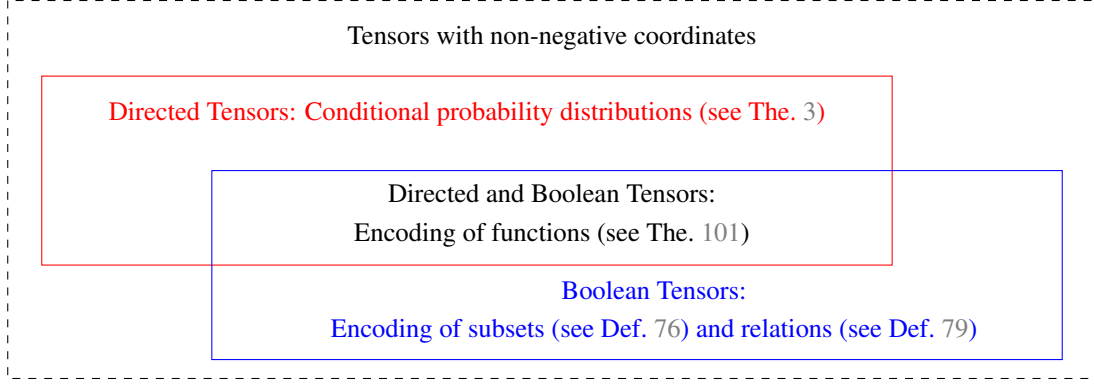 Tensors with non-negative coordinates
Directed Tensors: Conditional probability distributions (see The. 3)
Directed and Boolean Tensors:
Encoding of functions (see The. 101)
Boolean Tensors:
Encoding of subsets (see Def. 76) and relations (see Def. 79)